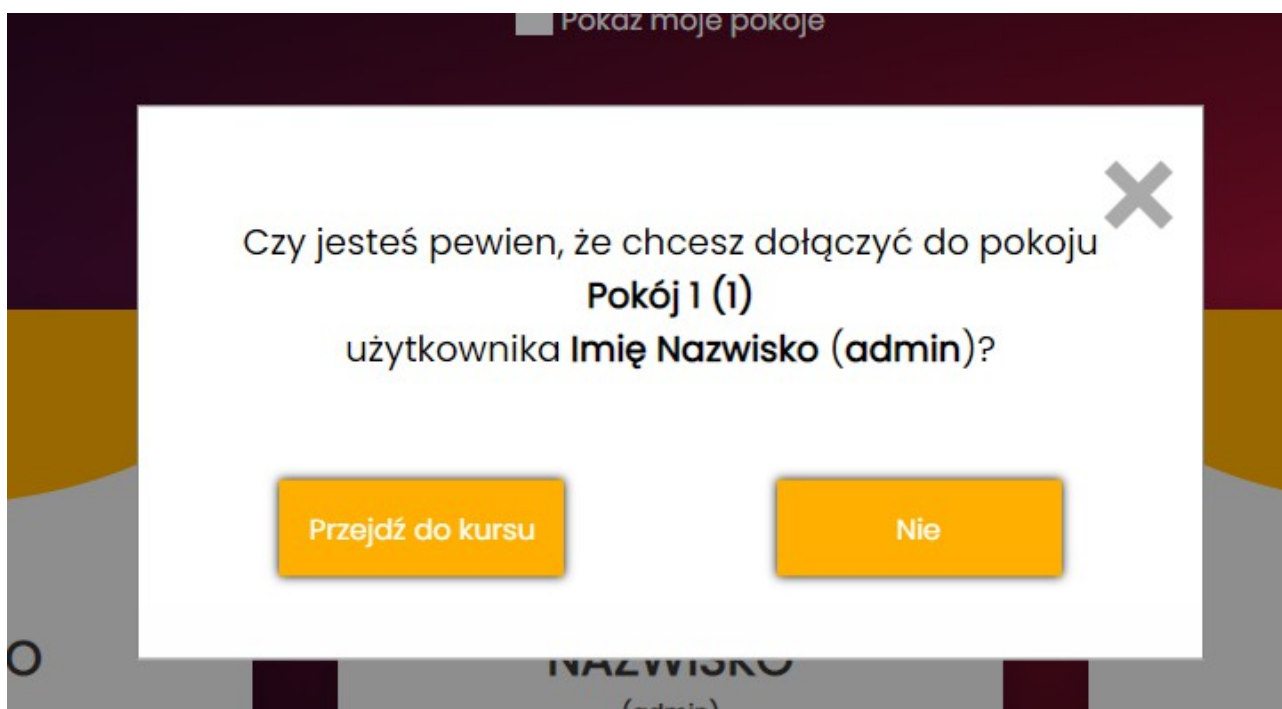 Pokaż moje pokoje
Czy jesteś pewien, że chcesz dołączyć do pokoju
Pokój 1 (1)
użytkownika Imię Nazwisko (admin)?
Przejdź do kursu
Nie
O
NAZWISKO
(admin)